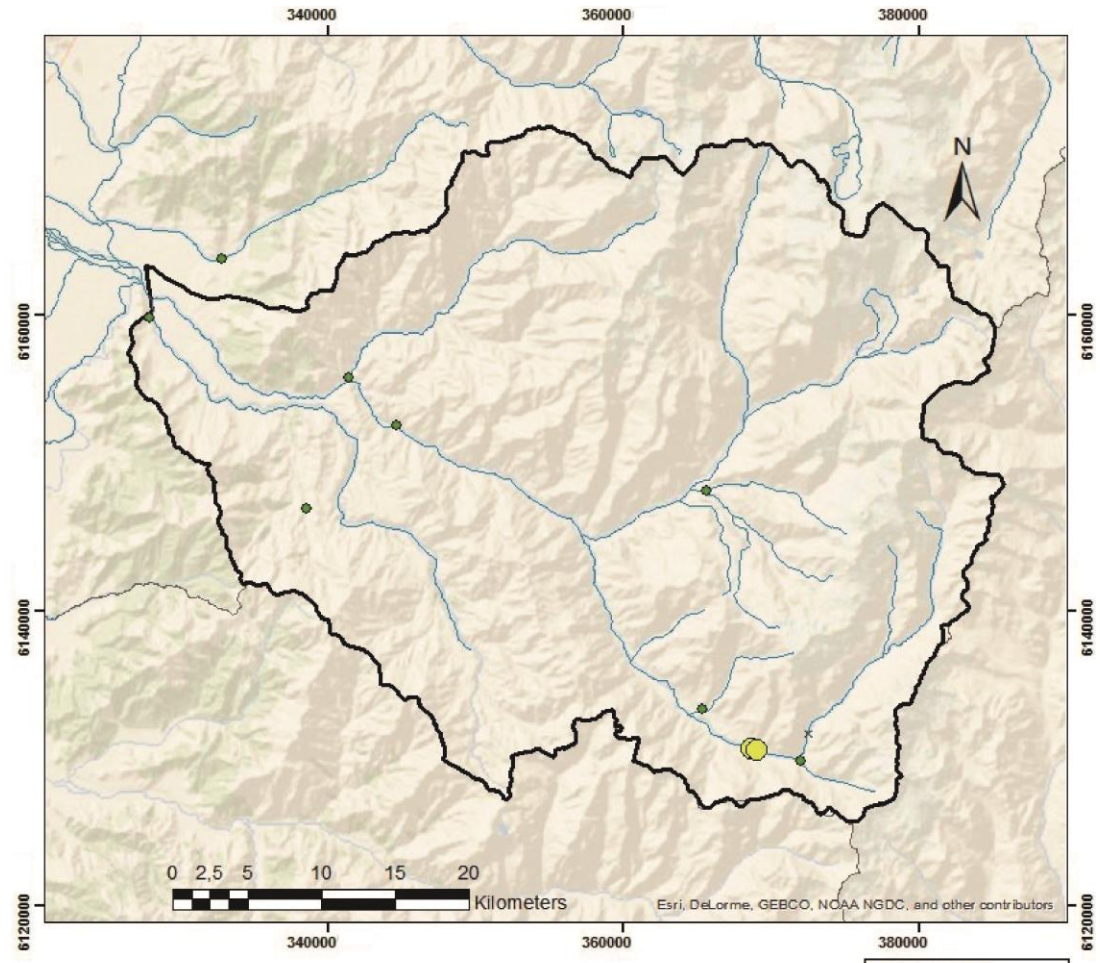 340000 360000 380000
N
6160000 6160000
6140000 6140000
0 2,5 5 10 15 20
Kilometers
Esri, DeLorme, GEBCO, NOAA NGDC, and other contributors
6120000 6120000
340000 360000 380000